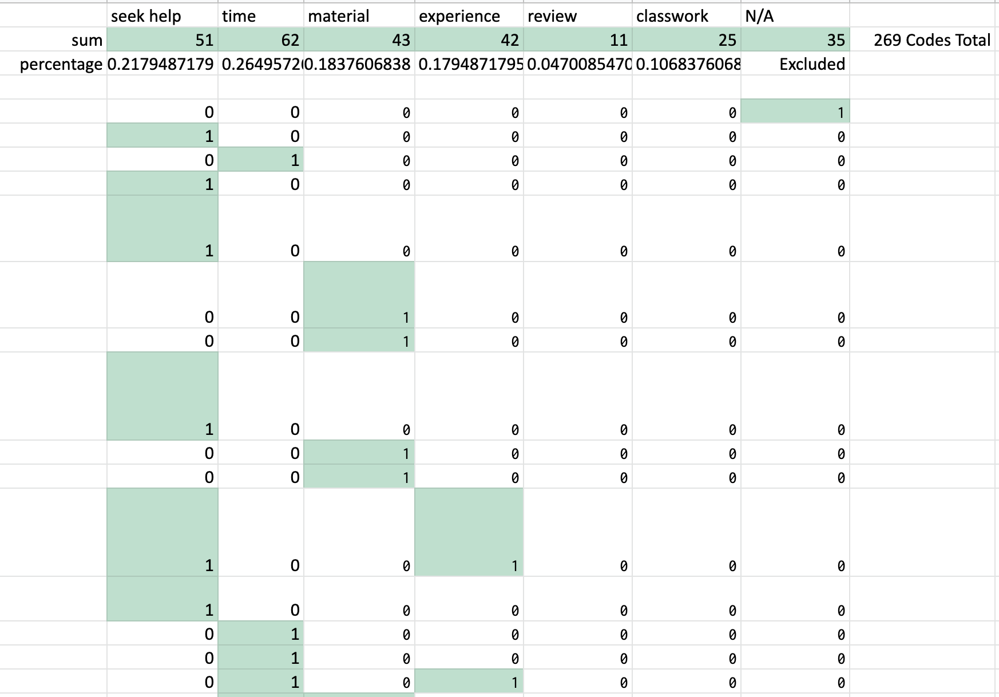 seek help time material experience review classwork N/A
sum 51 62 43 42 11 25 35 269 Codes Total
percentage 0.2179487179 0.2649572 0.1837606838 0.1794871795 0.0470085470 0.1068376068 Excluded
0 0 0 0 0 0 1
1 0 0 0 0 0 0
0 1 0 0 0 0 0
1 0 0 0 0 0 0
1 0 0 0 0 0 0
0 0 1 0 0 0 0
0 0 1 0 0 0 0
1 0 0 0 0 0 0
0 0 1 0 0 0 0
0 0 1 0 0 0 0
1 0 0 1 0 0 0
1 0 0 0 0 0 0
0 1 0 0 0 0 0
0 1 0 0 0 0 0
0 1 0 1 0 0 0